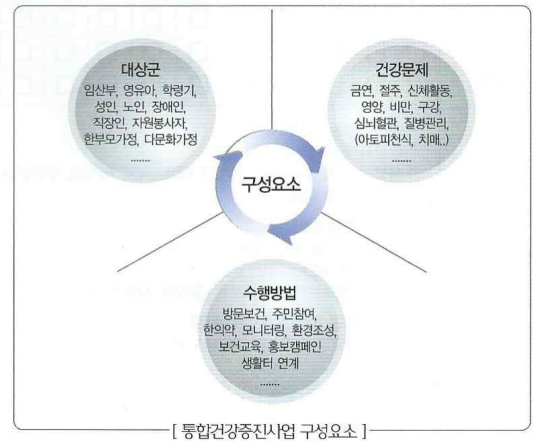 대상군
임산부, 영유아, 학령기,
성인, 노인, 장애인,
직장인, 자원봉사자,
한부모가정, 다문화가정
.......
건강문제
금연, 절주, 신체활동,
영양, 비만, 구강,
심뇌혈관, 질병관리,
(아토피천식, 치매..)
.......
구성요소
수행방법
방문보건, 주민참여,
한의약, 모니터링, 환경조성,
보건교육, 홍보캠페인
생활터 연계
.......
[ 통합건강증진사업 구성요소 ]